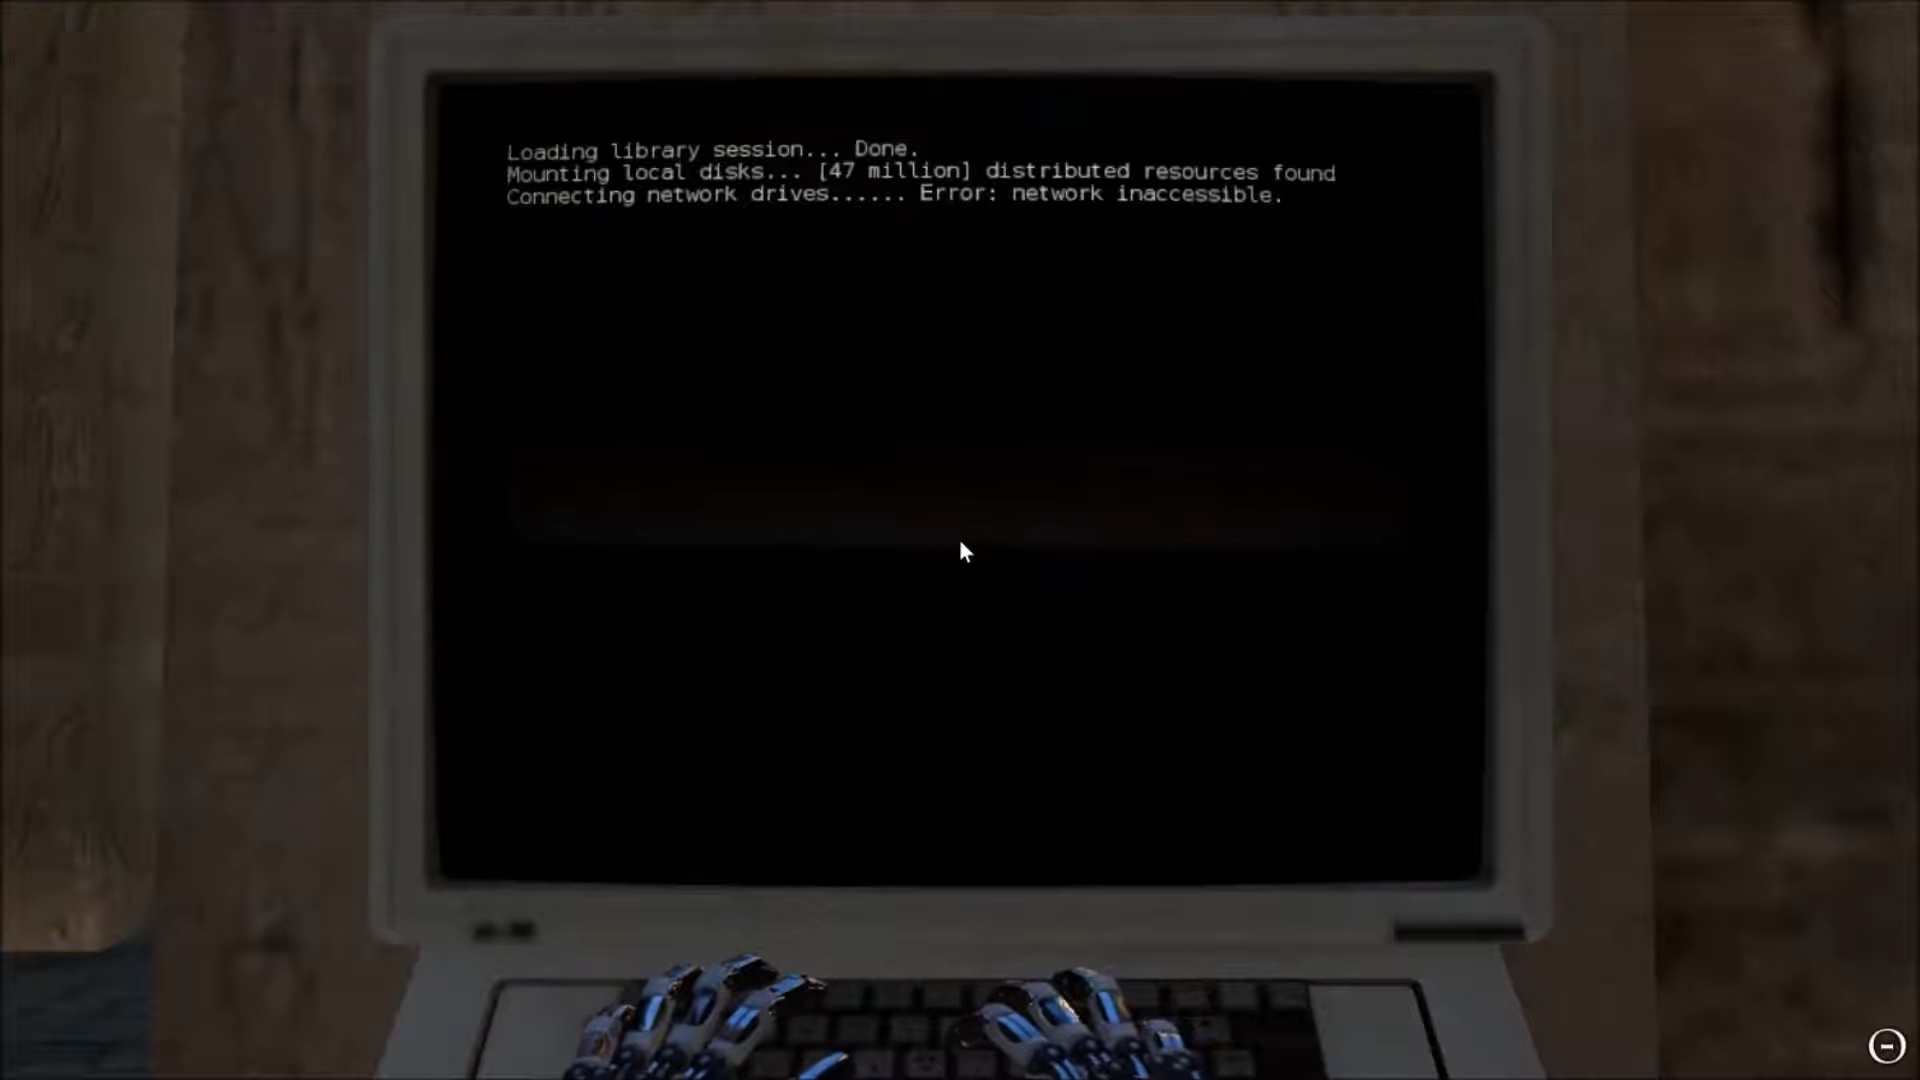 Loading library session... Done.
Mounting local disks... [47 million] distributed resources found
Connecting network drives...... Error: network inaccessible.